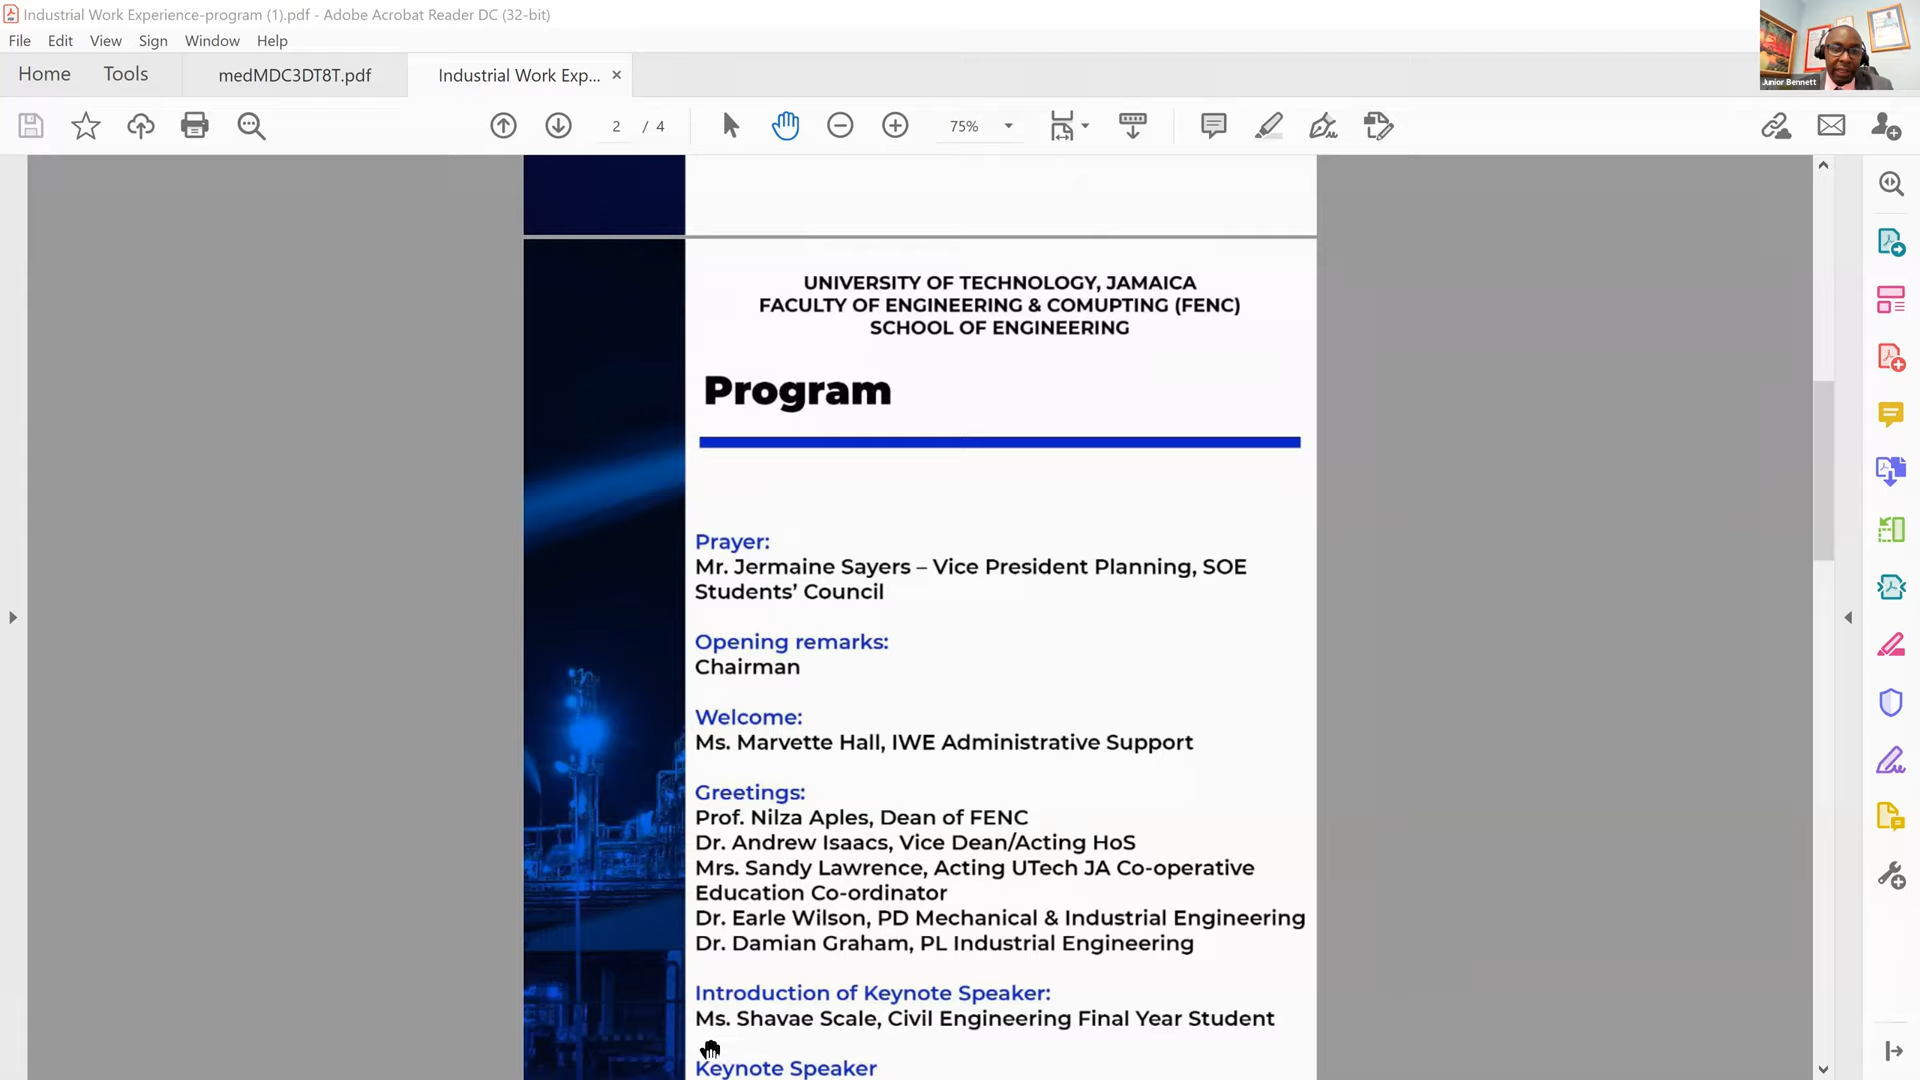 Industrial Work Experience-program (1).pdf - Adobe Acrobat Reader DC (32-bit)
File Edit View Sign Window Help
Home Tools medMDC3DT8T.pdf Industrial Work Exp... ×
2 / 4 75%
Junior Bennett
UNIVERSITY OF TECHNOLOGY, JAMAICA
FACULTY OF ENGINEERING & COMUPTING (FENC)
SCHOOL OF ENGINEERING
Program
Prayer:
Mr. Jermaine Sayers – Vice President Planning, SOE
Students’ Council
Opening remarks:
Chairman
Welcome:
Ms. Marvette Hall, IWE Administrative Support
Greetings:
Prof. Nilza Aples, Dean of FENC
Dr. Andrew Isaacs, Vice Dean/Acting HoS
Mrs. Sandy Lawrence, Acting UTech JA Co-operative
Education Co-ordinator
Dr. Earle Wilson, PD Mechanical & Industrial Engineering
Dr. Damian Graham, PL Industrial Engineering
Introduction of Keynote Speaker:
Ms. Shavae Scale, Civil Engineering Final Year Student
Keynote Speaker